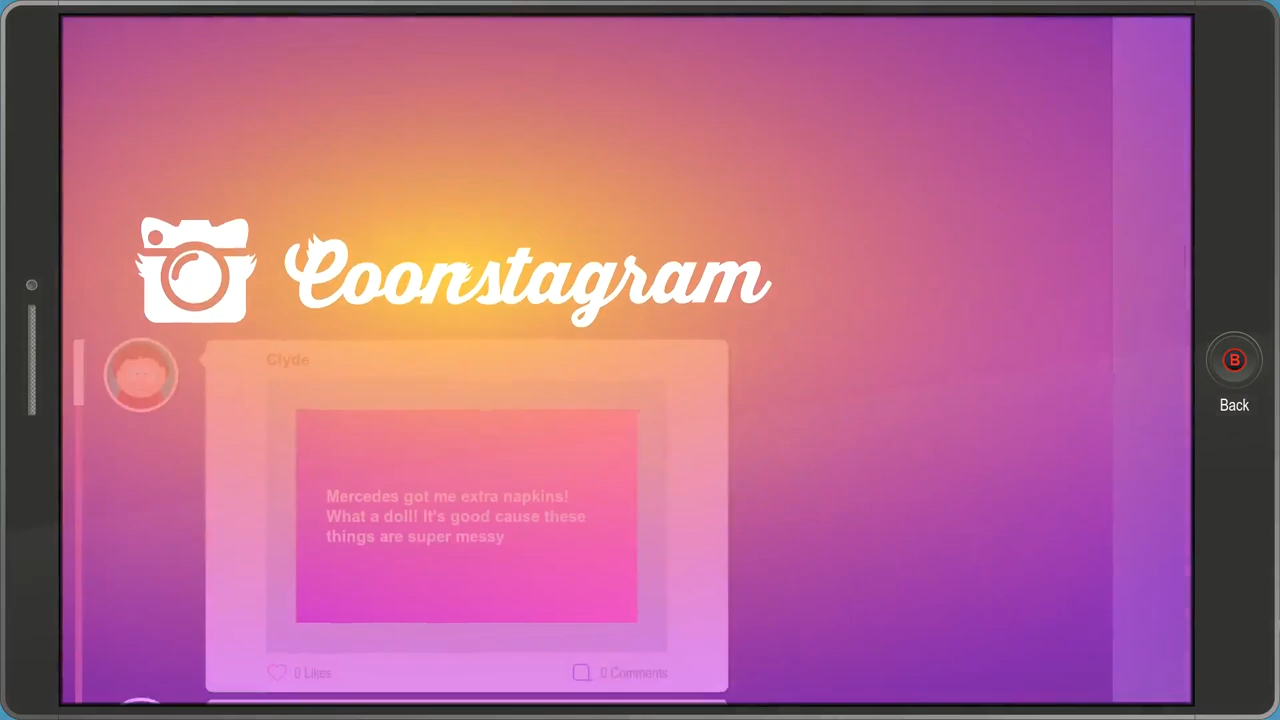 Coonstagram
Clyde
Mercedes got me extra napkins!
What a doll! It's good cause these
things are super messy
0 Likes
0 Comments
B
Back